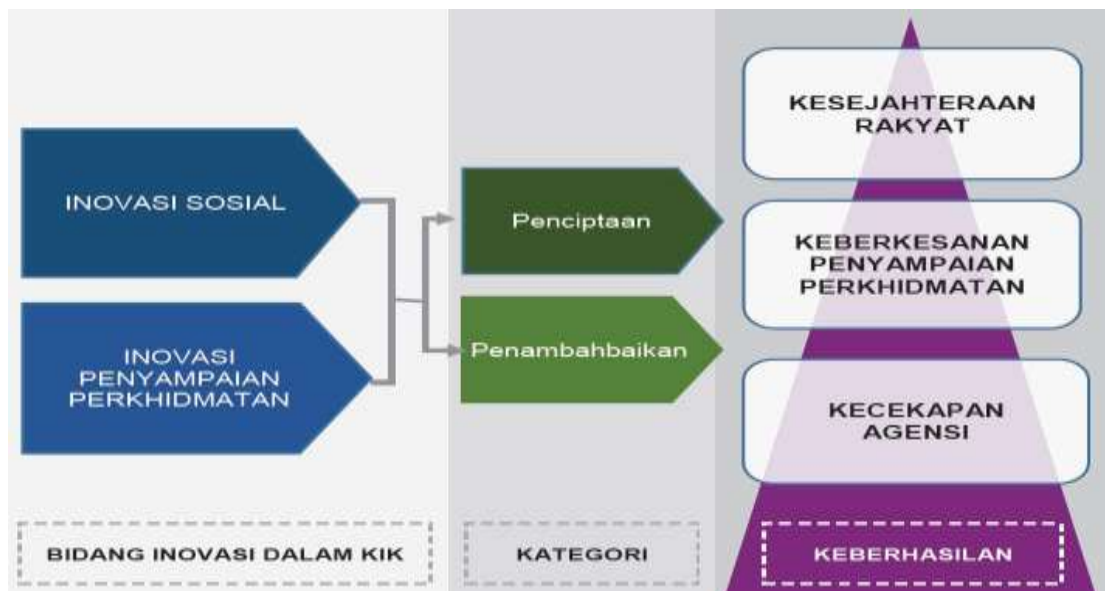 INOVASI SOSIAL
INOVASI
PENYAMPAIAN
PERKHIDMATAN
BIDANG INOVASI DALAM KIK
Penciptaan
Penambahbaikan
KATEGORI
KESEJAHTERAAN
RAKYAT
KEBERKESANAN
PENYAMPAIAN
PERKHIDMATAN
KECEKAPAN
AGENSI
KEBERHASILAN